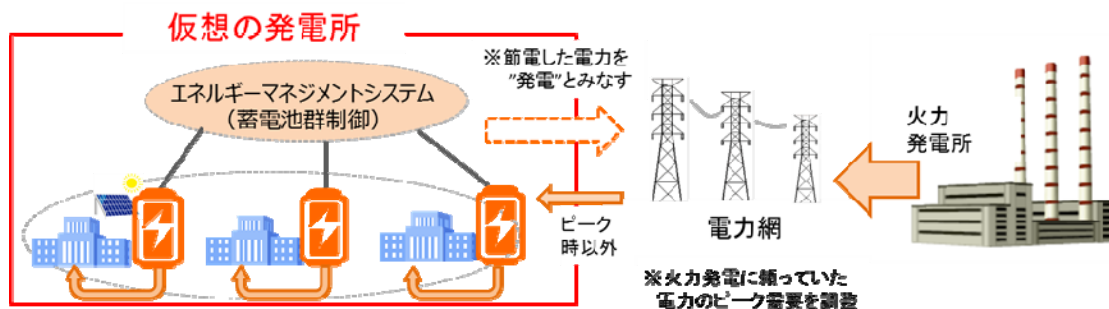 仮想の発電所
エネルギーマネジメントシステム
（蓄電池群制御）
※節電した電力を
”発電”とみなす
ピーク
時以外
電力網
※火力発電に頼っていた
電力のピーク需要を調整
火力
発電所